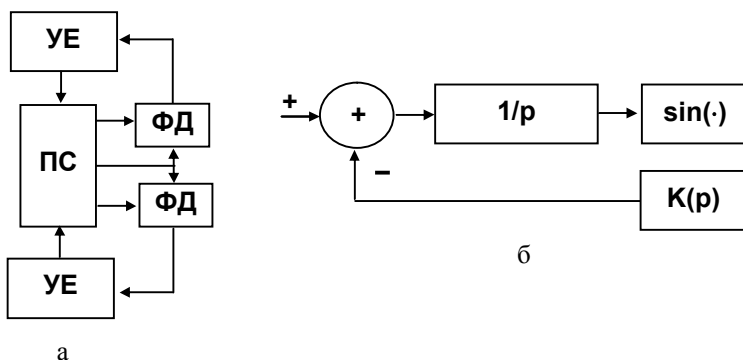 УЕ
ФД
ПС
ФД
УЕ
а
+
+
1/p
sin(·)
−
K(p)
б